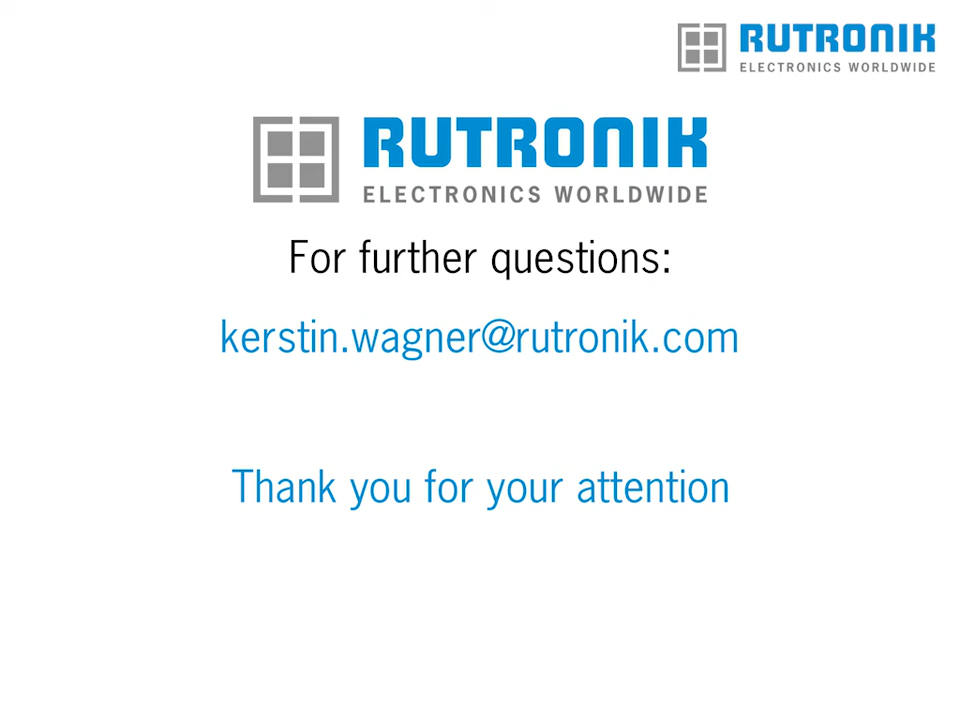 RUTRONIK
ELECTRONICS WORLDWIDE
RUTRONIK
ELECTRONICS WORLDWIDE
For further questions:
kerstin.wagner@rutronik.com
Thank you for your attention